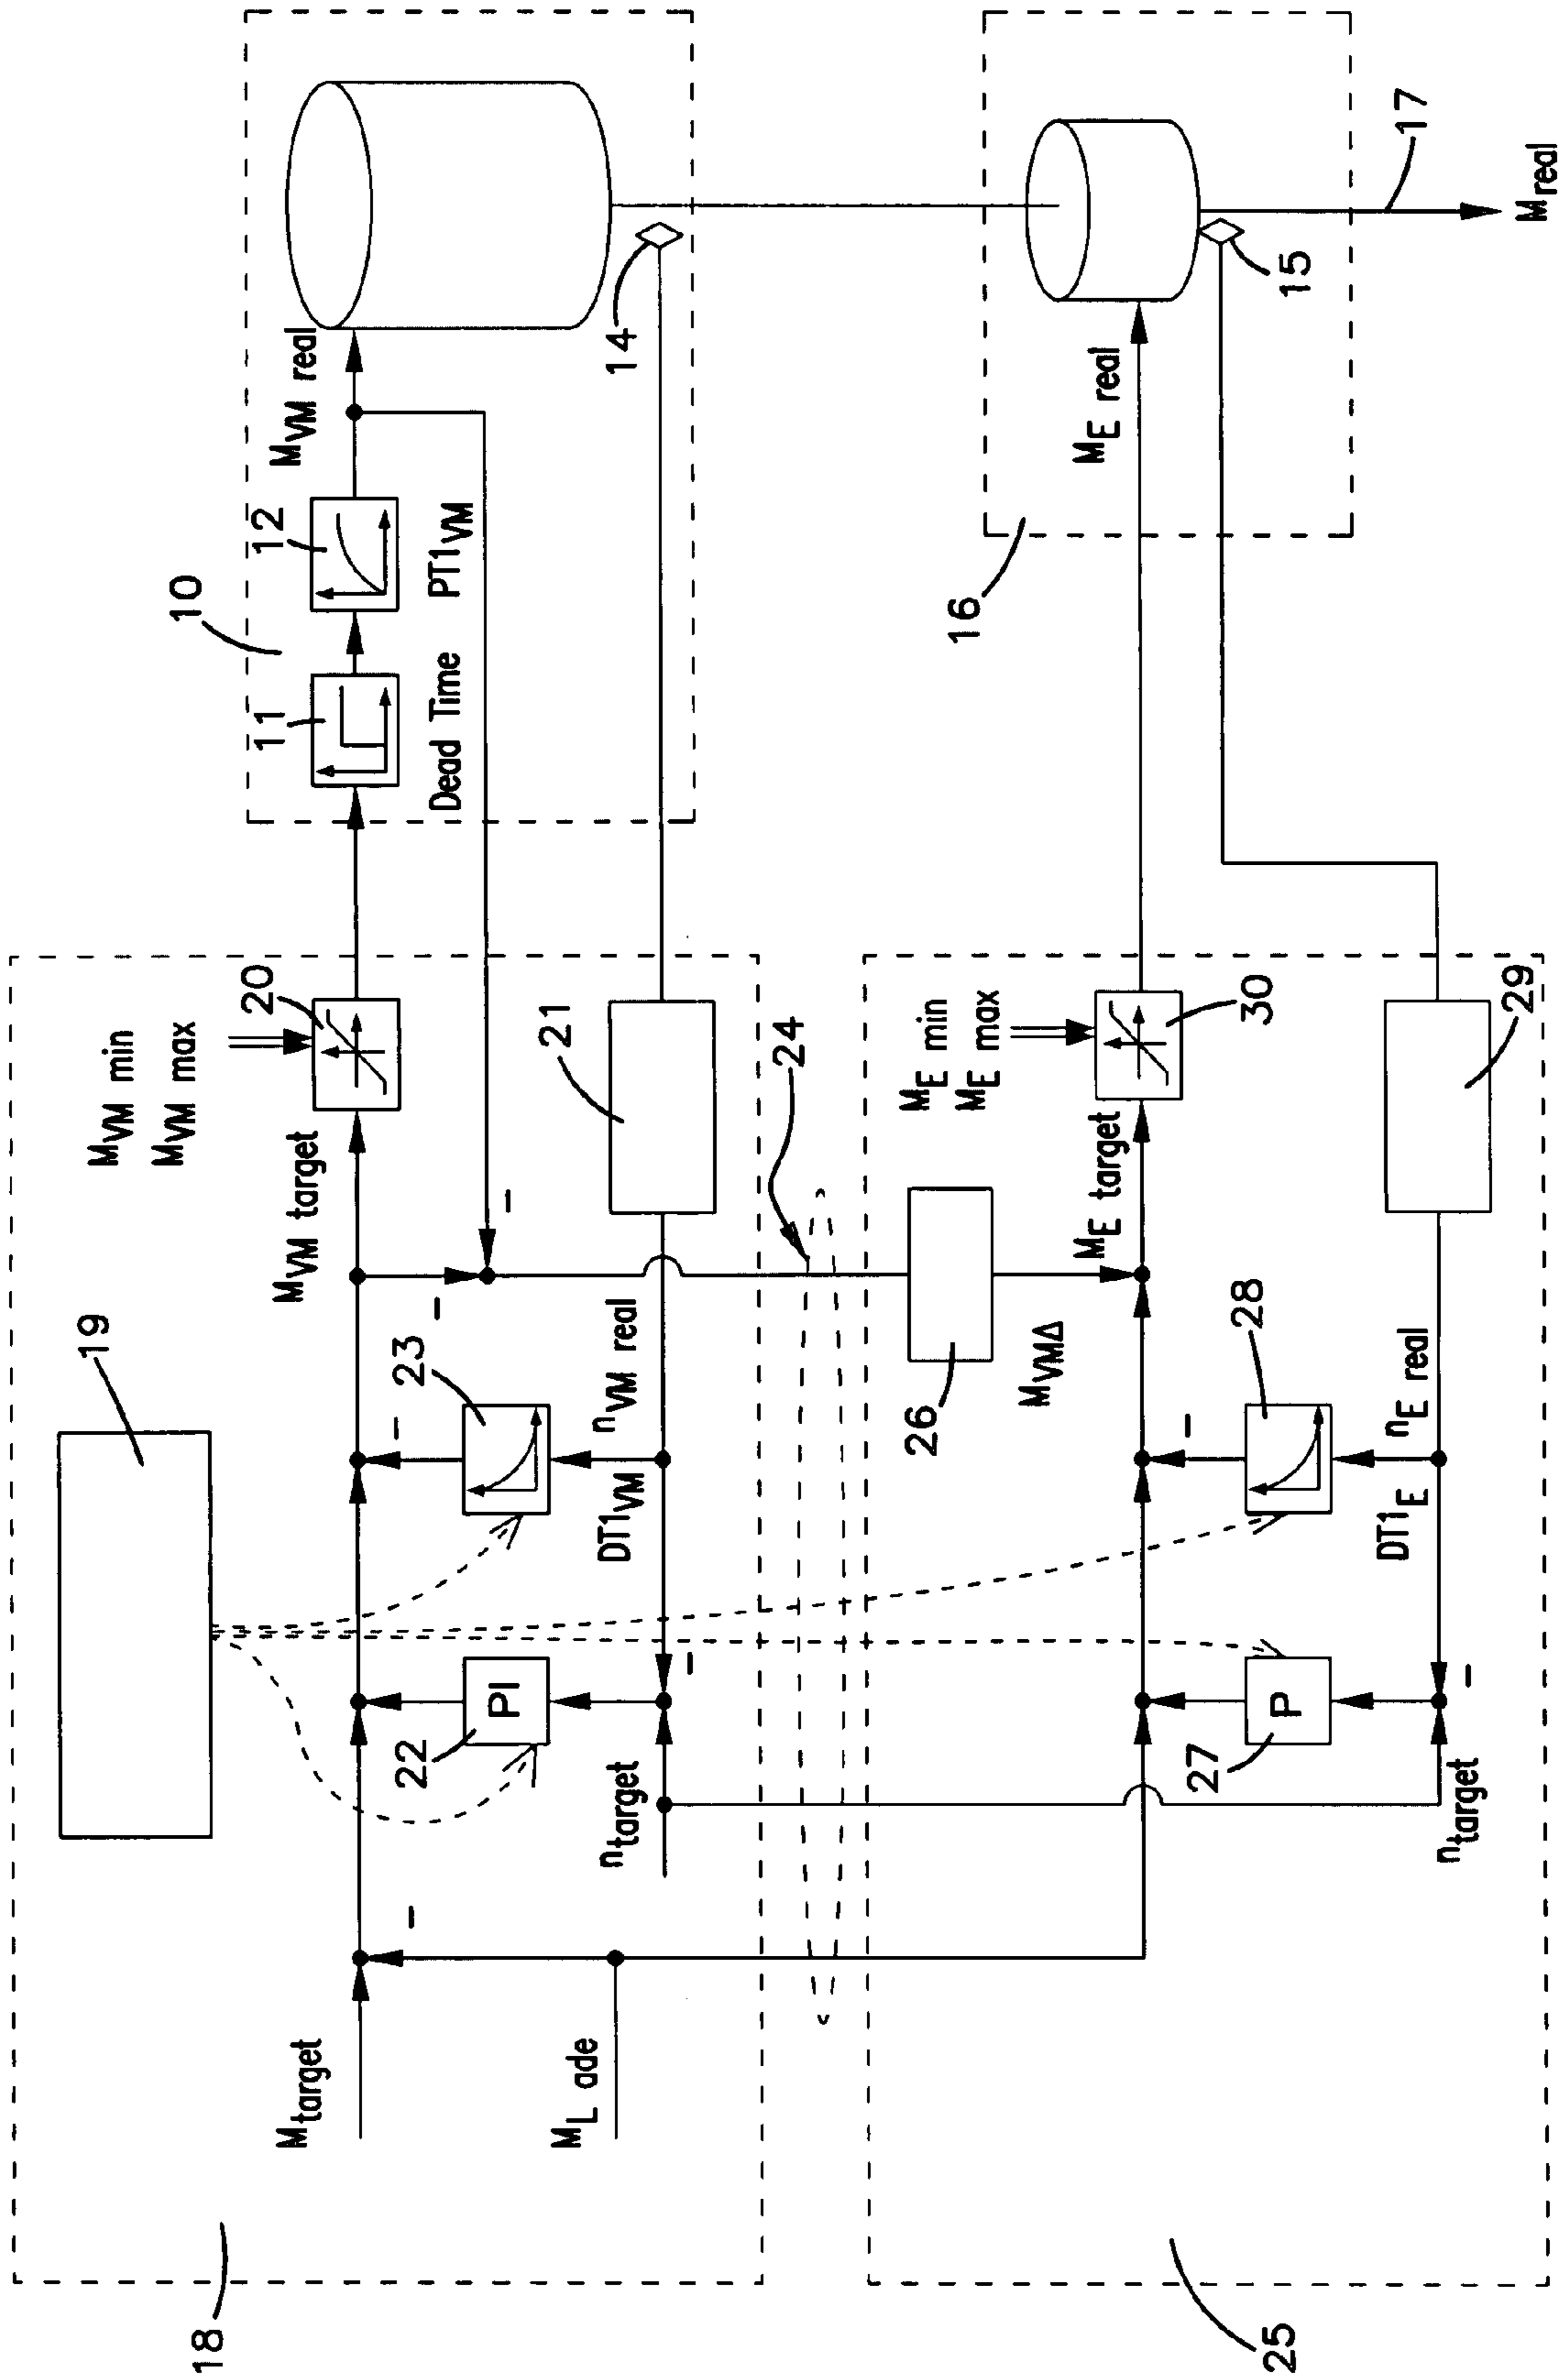 18
19
M_VM min
M_VM max
20
10
11
12
M_target
M_VM target
M_VM real
Dead Time
PT1_VM
PI
22
23
−
−
−
−
M_L ade
n_target
−
DT1_VM
n_VM real
21
14
24
26
M_VMΔ
M_E min
M_E max
30
16
M_E target
M_E real
P
27
28
−
n_target
−
DT1_E
n_E real
29
15
17
M_real
25